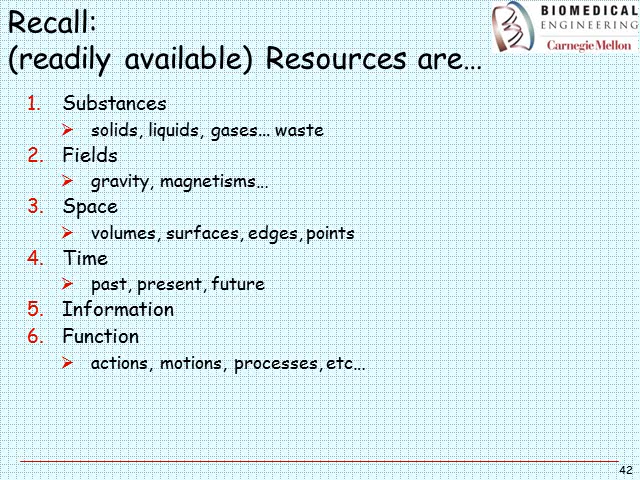 Recall:
(readily available) Resources are...
BIOMEDICAL
ENGINEERING
Carnegie Mellon
1. Substances
solids, liquids, gases... waste
2. Fields
gravity, magnetisms...
3. Space
volumes, surfaces, edges, points
4. Time
past, present, future
5. Information
6. Function
actions, motions, processes, etc...
42